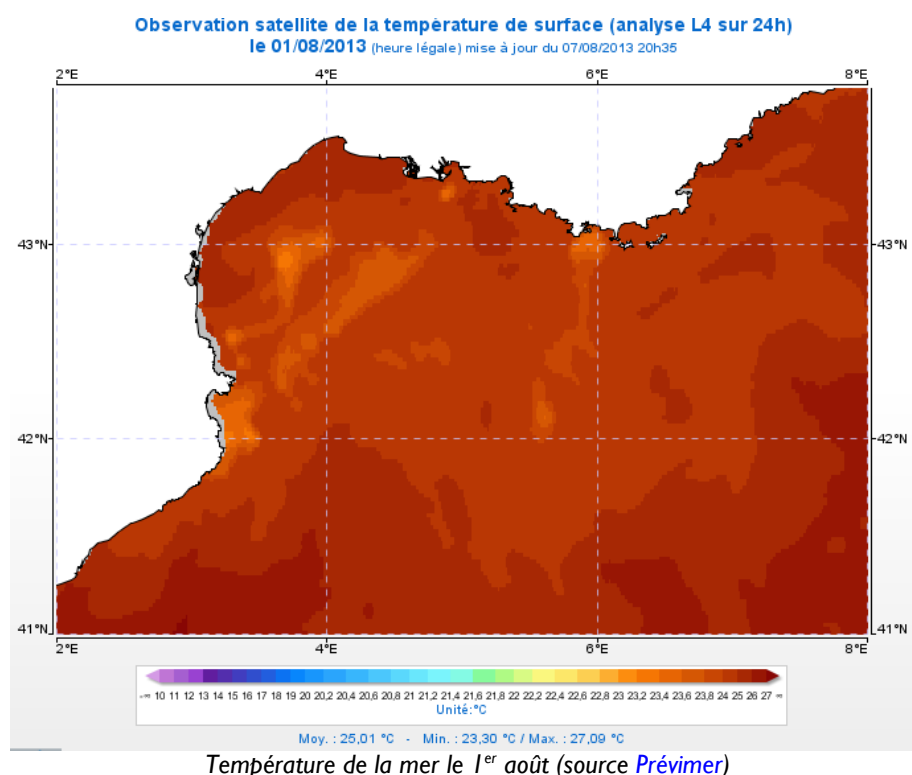 Observation satellite de la température de surface (analyse L4 sur 24h)
le 01/08/2013 (heure légale) mise à jour du 07/08/2013 20h35
2°E 4°E 6°E 8°E
43°N 43°N
42°N 42°N
41°N 41°N
2°E 4°E 6°E 8°E
-∞ 10 11 12 13 14 15 16 17 18 19 20 20,2 20,4 20,6 20,8 21 21,2 21,4 21,6 21,8 22 22,2 22,4 22,6 22,8 23 23,2 23,4 23,6 23,8 24 25 26 27 ∞
Unité:°C
Moy. : 25,01 °C - Min. : 23,30 °C / Max. : 27,09 °C
Température de la mer le 1er août (source Prévimer)